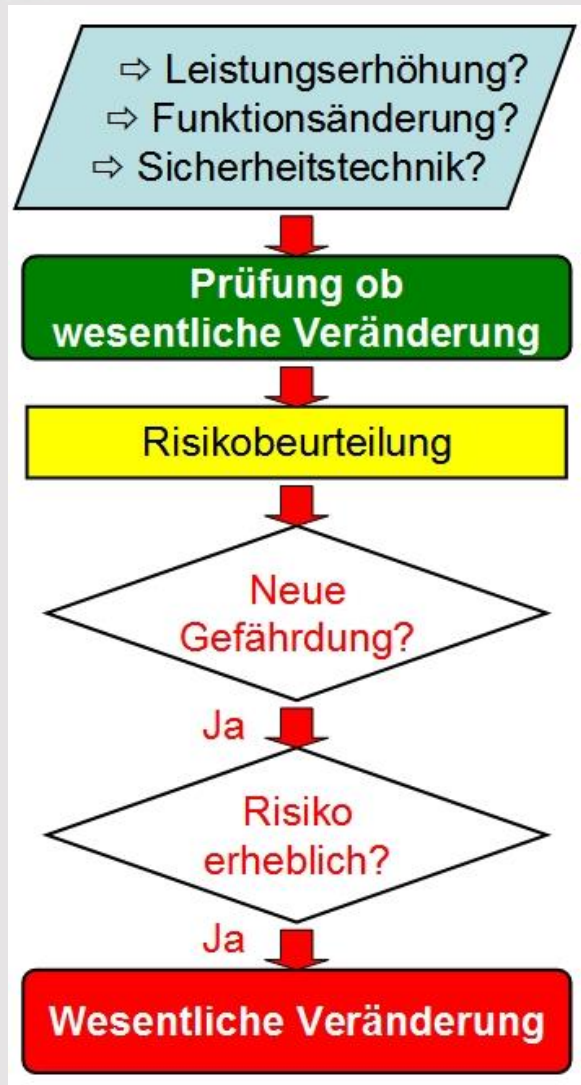 ⇨ Leistungserhöhung?
⇨ Funktionsänderung?
⇨ Sicherheitstechnik?
Prüfung ob
wesentliche Veränderung
Risikobeurteilung
Neue
Gefährdung?
Ja
Risiko
erheblich?
Ja
Wesentliche Veränderung